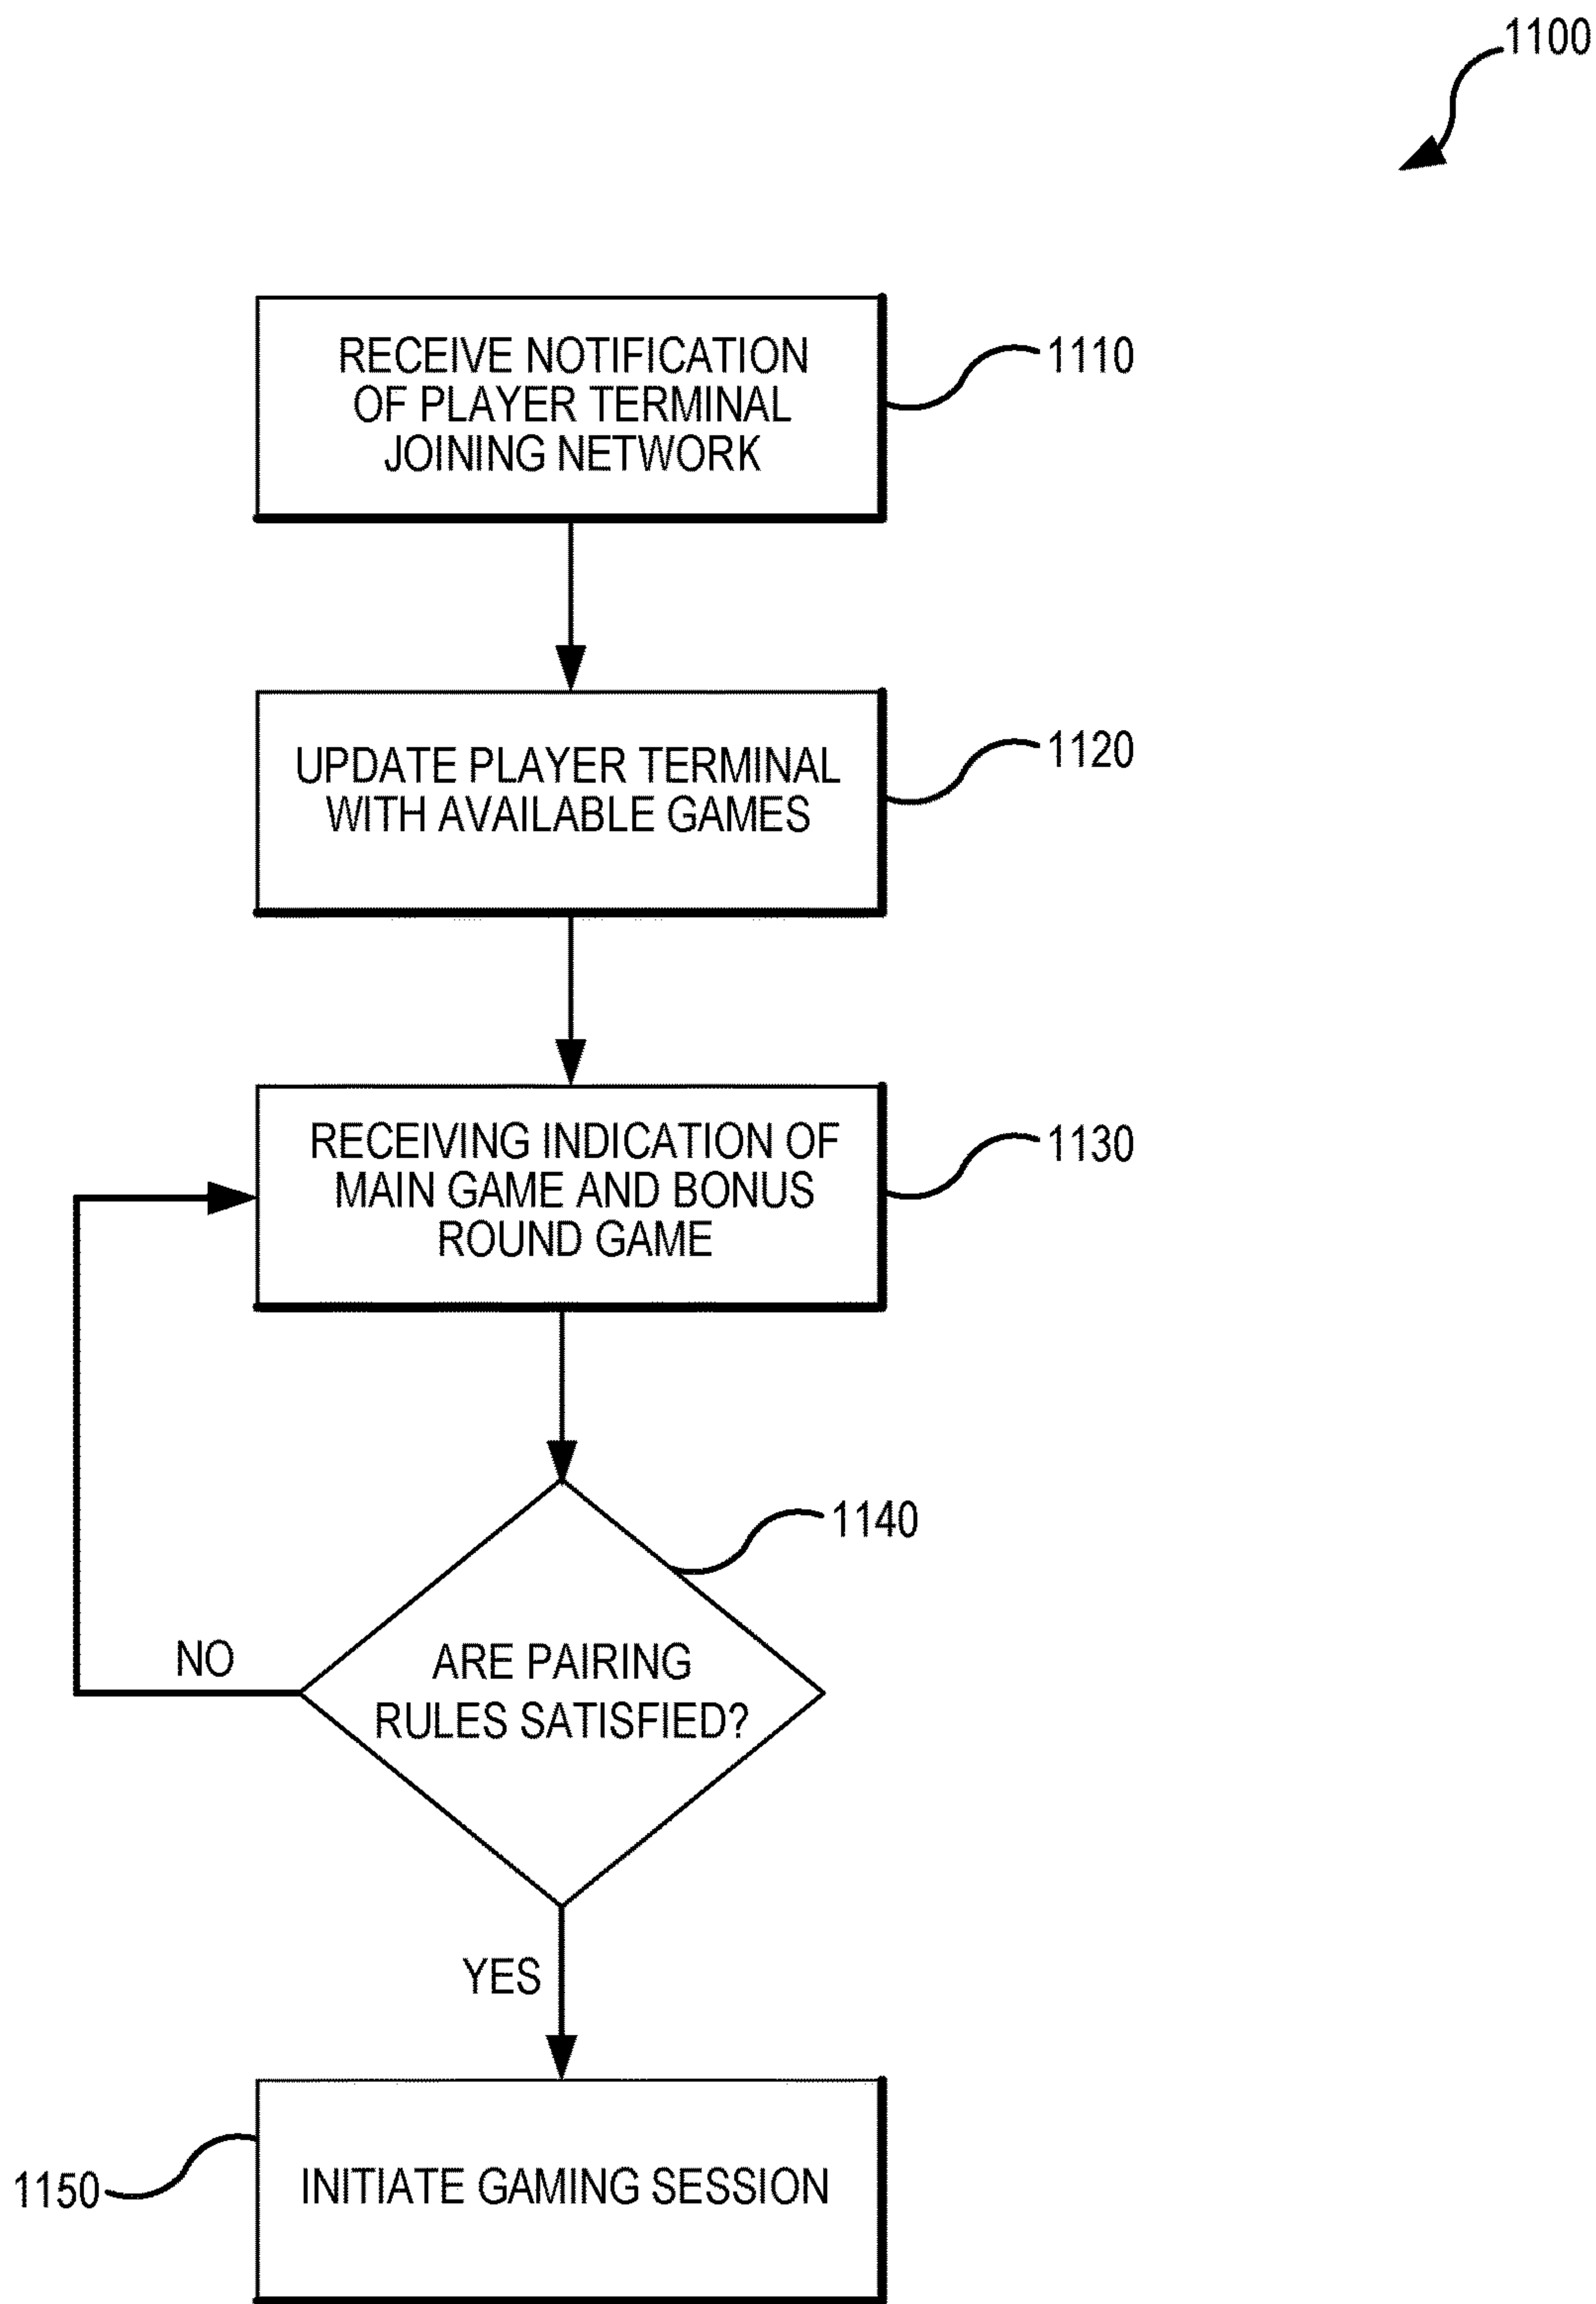 1100
RECEIVE NOTIFICATION
OF PLAYER TERMINAL
JOINING NETWORK
1110
UPDATE PLAYER TERMINAL
WITH AVAILABLE GAMES
1120
RECEIVING INDICATION OF
MAIN GAME AND BONUS
ROUND GAME
1130
1140
NO
ARE PAIRING
RULES SATISFIED?
YES
1150
INITIATE GAMING SESSION